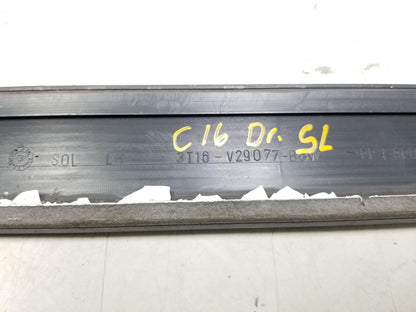 C16 Dr. SL
SOL LH 3T16-V29077-B